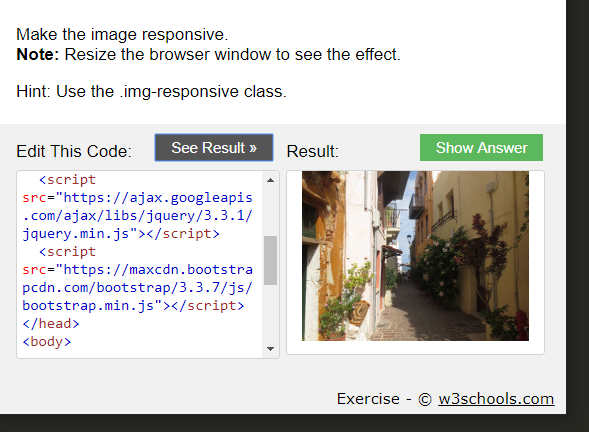 Make the image responsive.
Note: Resize the browser window to see the effect.
Hint: Use the .img-responsive class.
Edit This Code:
See Result »
Result:
Show Answer
<script
src="https://ajax.googleapis
.com/ajax/libs/jquery/3.3.1/
jquery.min.js"></script>
<script
src="https://maxcdn.bootstra
pcdn.com/bootstrap/3.3.7/js/
bootstrap.min.js"></script>
</head>
<body>
Exercise - © w3schools.com